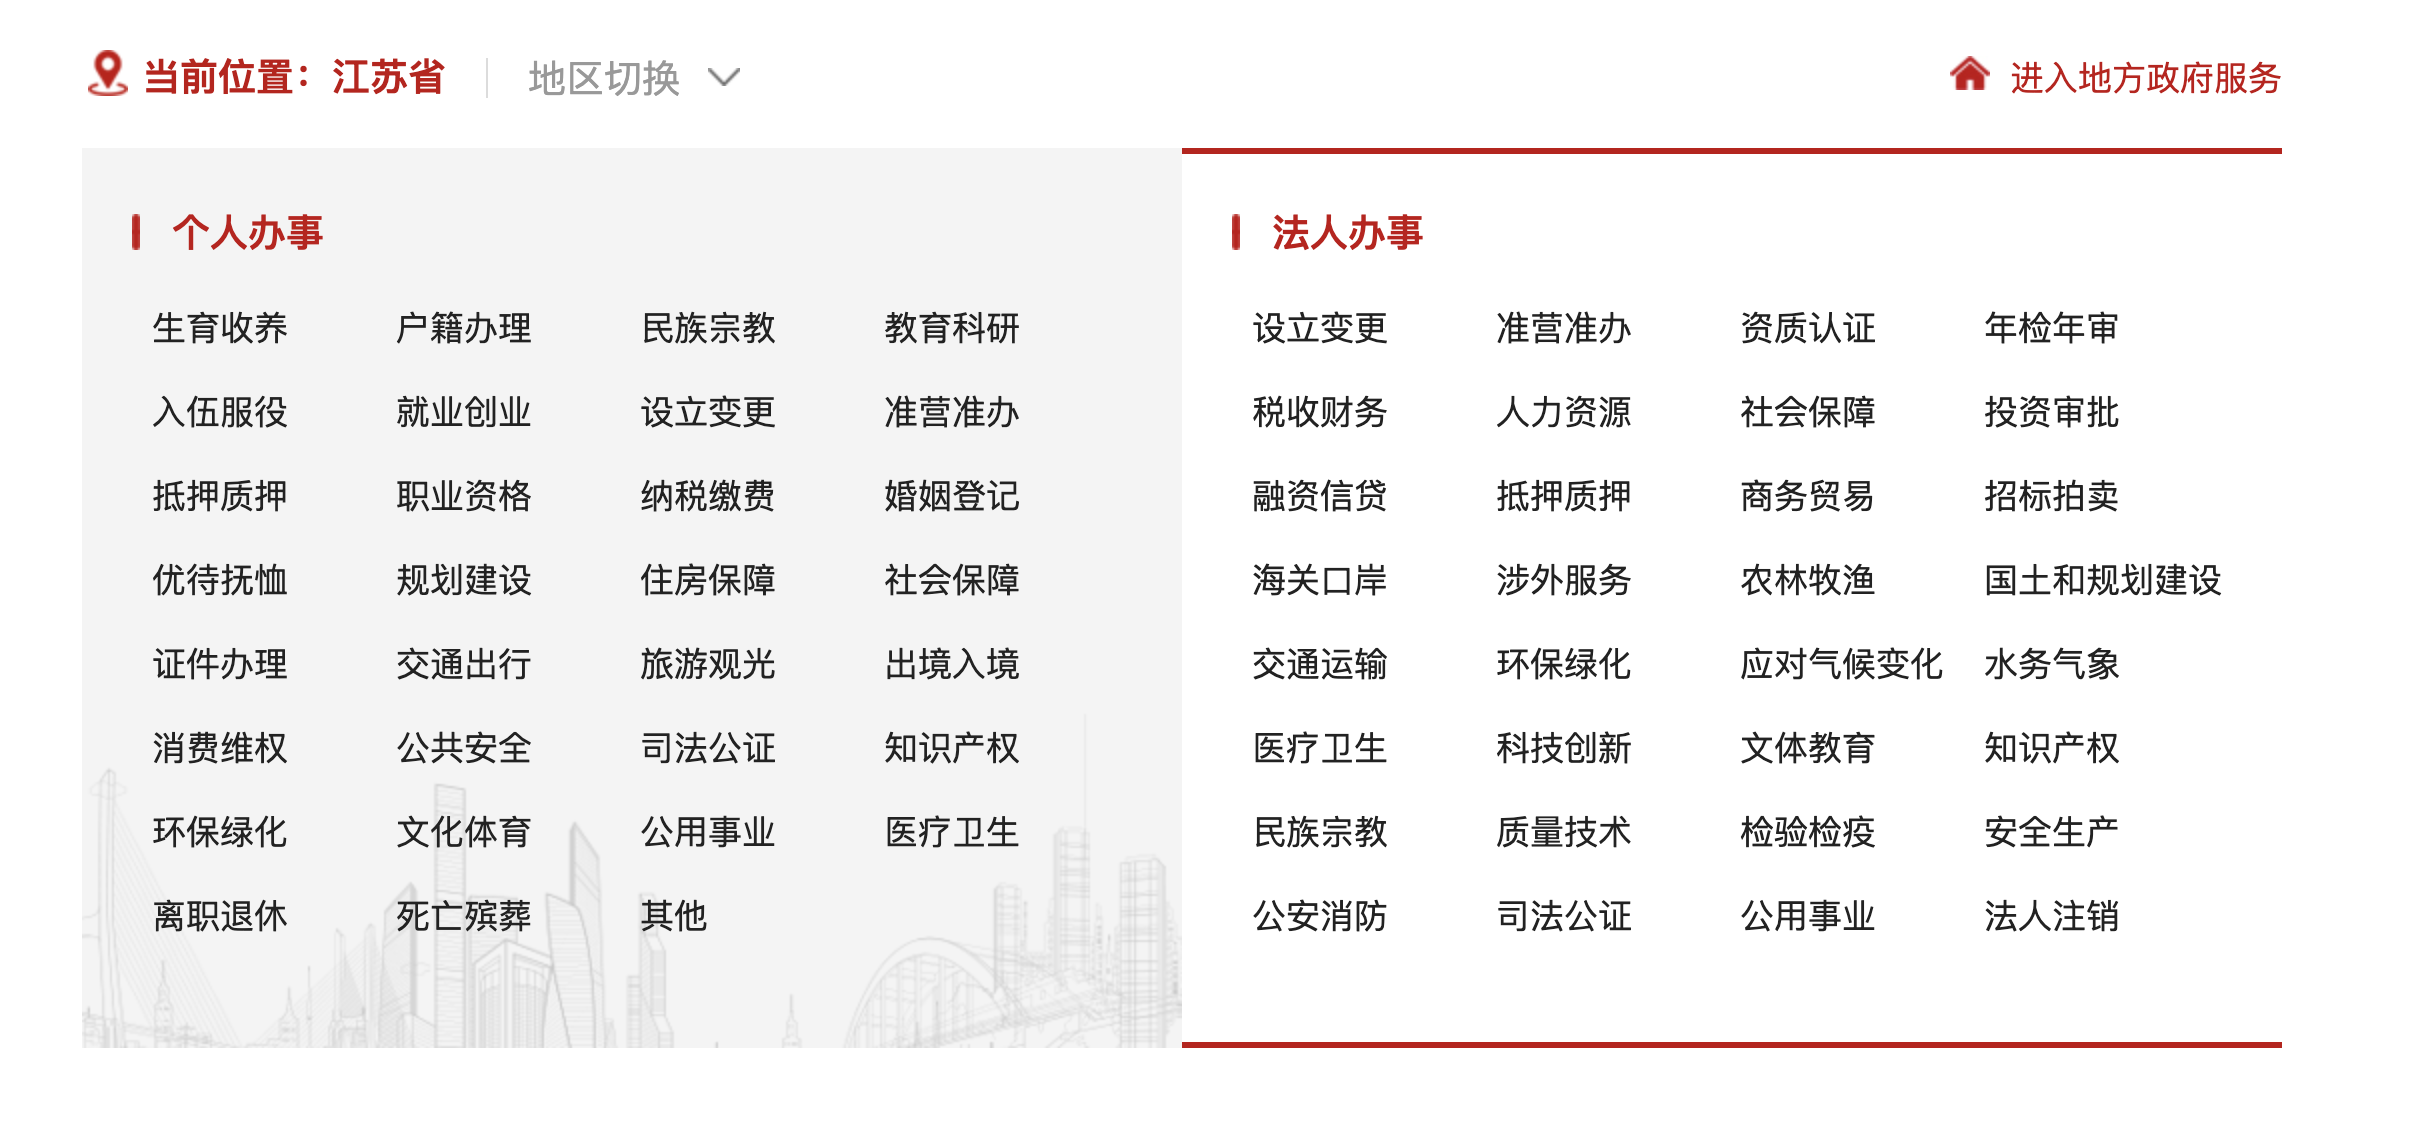 当前位置：江苏省 地区切换 进入地方政府服务
个人办事
生育收养 户籍办理 民族宗教 教育科研
入伍服役 就业创业 设立变更 准营准办
抵押质押 职业资格 纳税缴费 婚姻登记
优待抚恤 规划建设 住房保障 社会保障
证件办理 交通出行 旅游观光 出境入境
消费维权 公共安全 司法公证 知识产权
环保绿化 文化体育 公用事业 医疗卫生
离职退休 死亡殡葬 其他
法人办事
设立变更 准营准办 资质认证 年检年审
税收财务 人力资源 社会保障 投资审批
融资信贷 抵押质押 商务贸易 招标拍卖
海关口岸 涉外服务 农林牧渔 国土和规划建设
交通运输 环保绿化 应对气候变化 水务气象
医疗卫生 科技创新 文体教育 知识产权
民族宗教 质量技术 检验检疫 安全生产
公安消防 司法公证 公用事业 法人注销